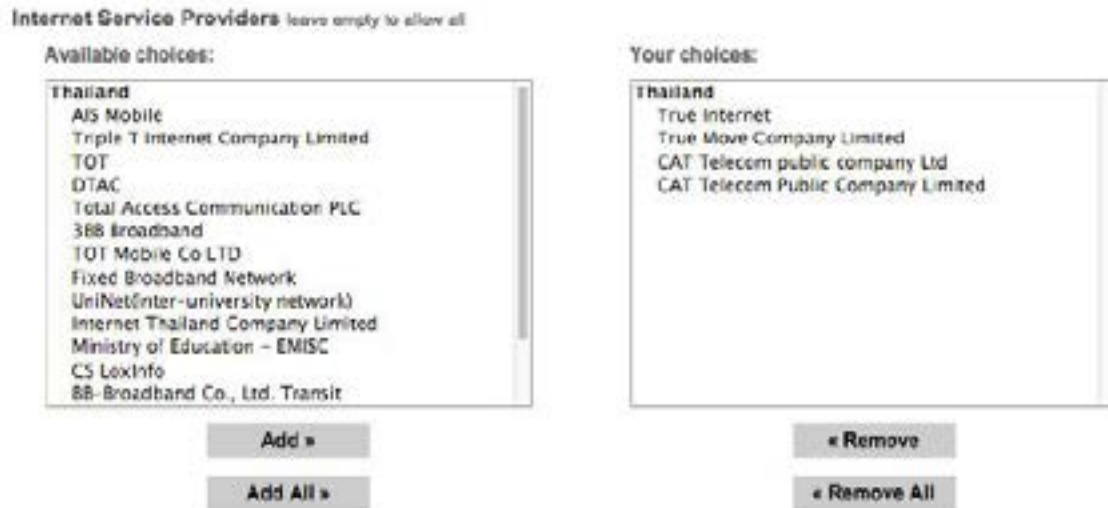 Internet Service Providers leave empty to allow all
Available choices:
Thailand
AIS Mobile
Triple T Internet Company Limited
TOT
DTAC
Total Access Communication PLC
3BB Broadband
TOT Mobile Co LTD
Fixed Broadband Network
UniNet(Inter-university network)
Internet Thailand Company Limited
Ministry of Education - EMISC
CS LoxInfo
BB-Broadband Co., Ltd. Transit
Add »
Add All »
Your choices:
Thailand
True Internet
True Move Company Limited
CAT Telecom public company Ltd
CAT Telecom Public Company Limited
« Remove
« Remove All